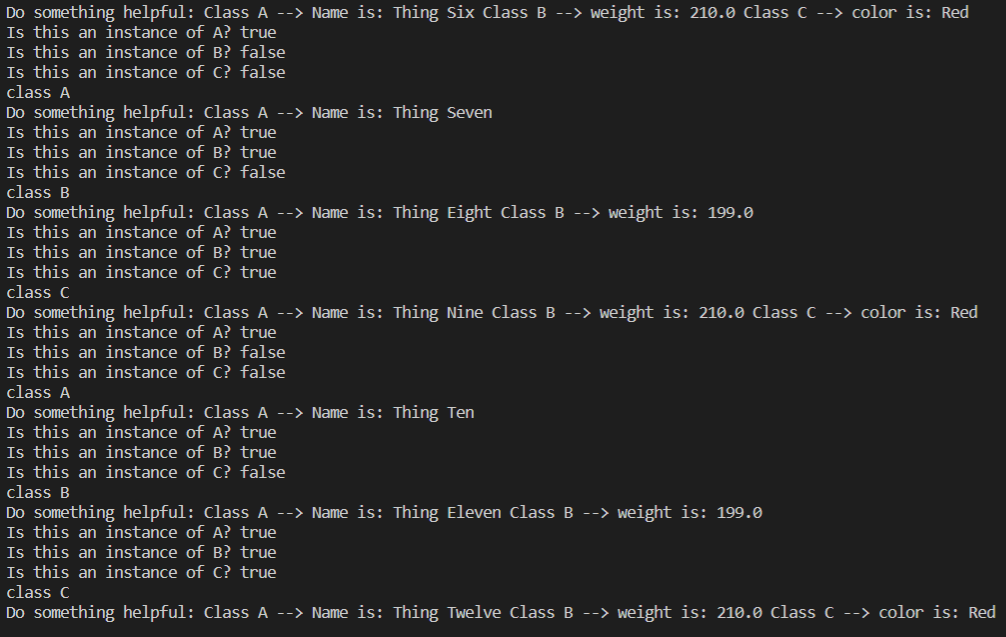 Do something helpful: Class A --> Name is: Thing Six Class B --> weight is: 210.0 Class C --> color is: Red
Is this an instance of A? true
Is this an instance of B? false
Is this an instance of C? false
class A
Do something helpful: Class A --> Name is: Thing Seven
Is this an instance of A? true
Is this an instance of B? true
Is this an instance of C? false
class B
Do something helpful: Class A --> Name is: Thing Eight Class B --> weight is: 199.0
Is this an instance of A? true
Is this an instance of B? true
Is this an instance of C? true
class C
Do something helpful: Class A --> Name is: Thing Nine Class B --> weight is: 210.0 Class C --> color is: Red
Is this an instance of A? true
Is this an instance of B? false
Is this an instance of C? false
class A
Do something helpful: Class A --> Name is: Thing Ten
Is this an instance of A? true
Is this an instance of B? true
Is this an instance of C? false
class B
Do something helpful: Class A --> Name is: Thing Eleven Class B --> weight is: 199.0
Is this an instance of A? true
Is this an instance of B? true
Is this an instance of C? true
class C
Do something helpful: Class A --> Name is: Thing Twelve Class B --> weight is: 210.0 Class C --> color is: Red